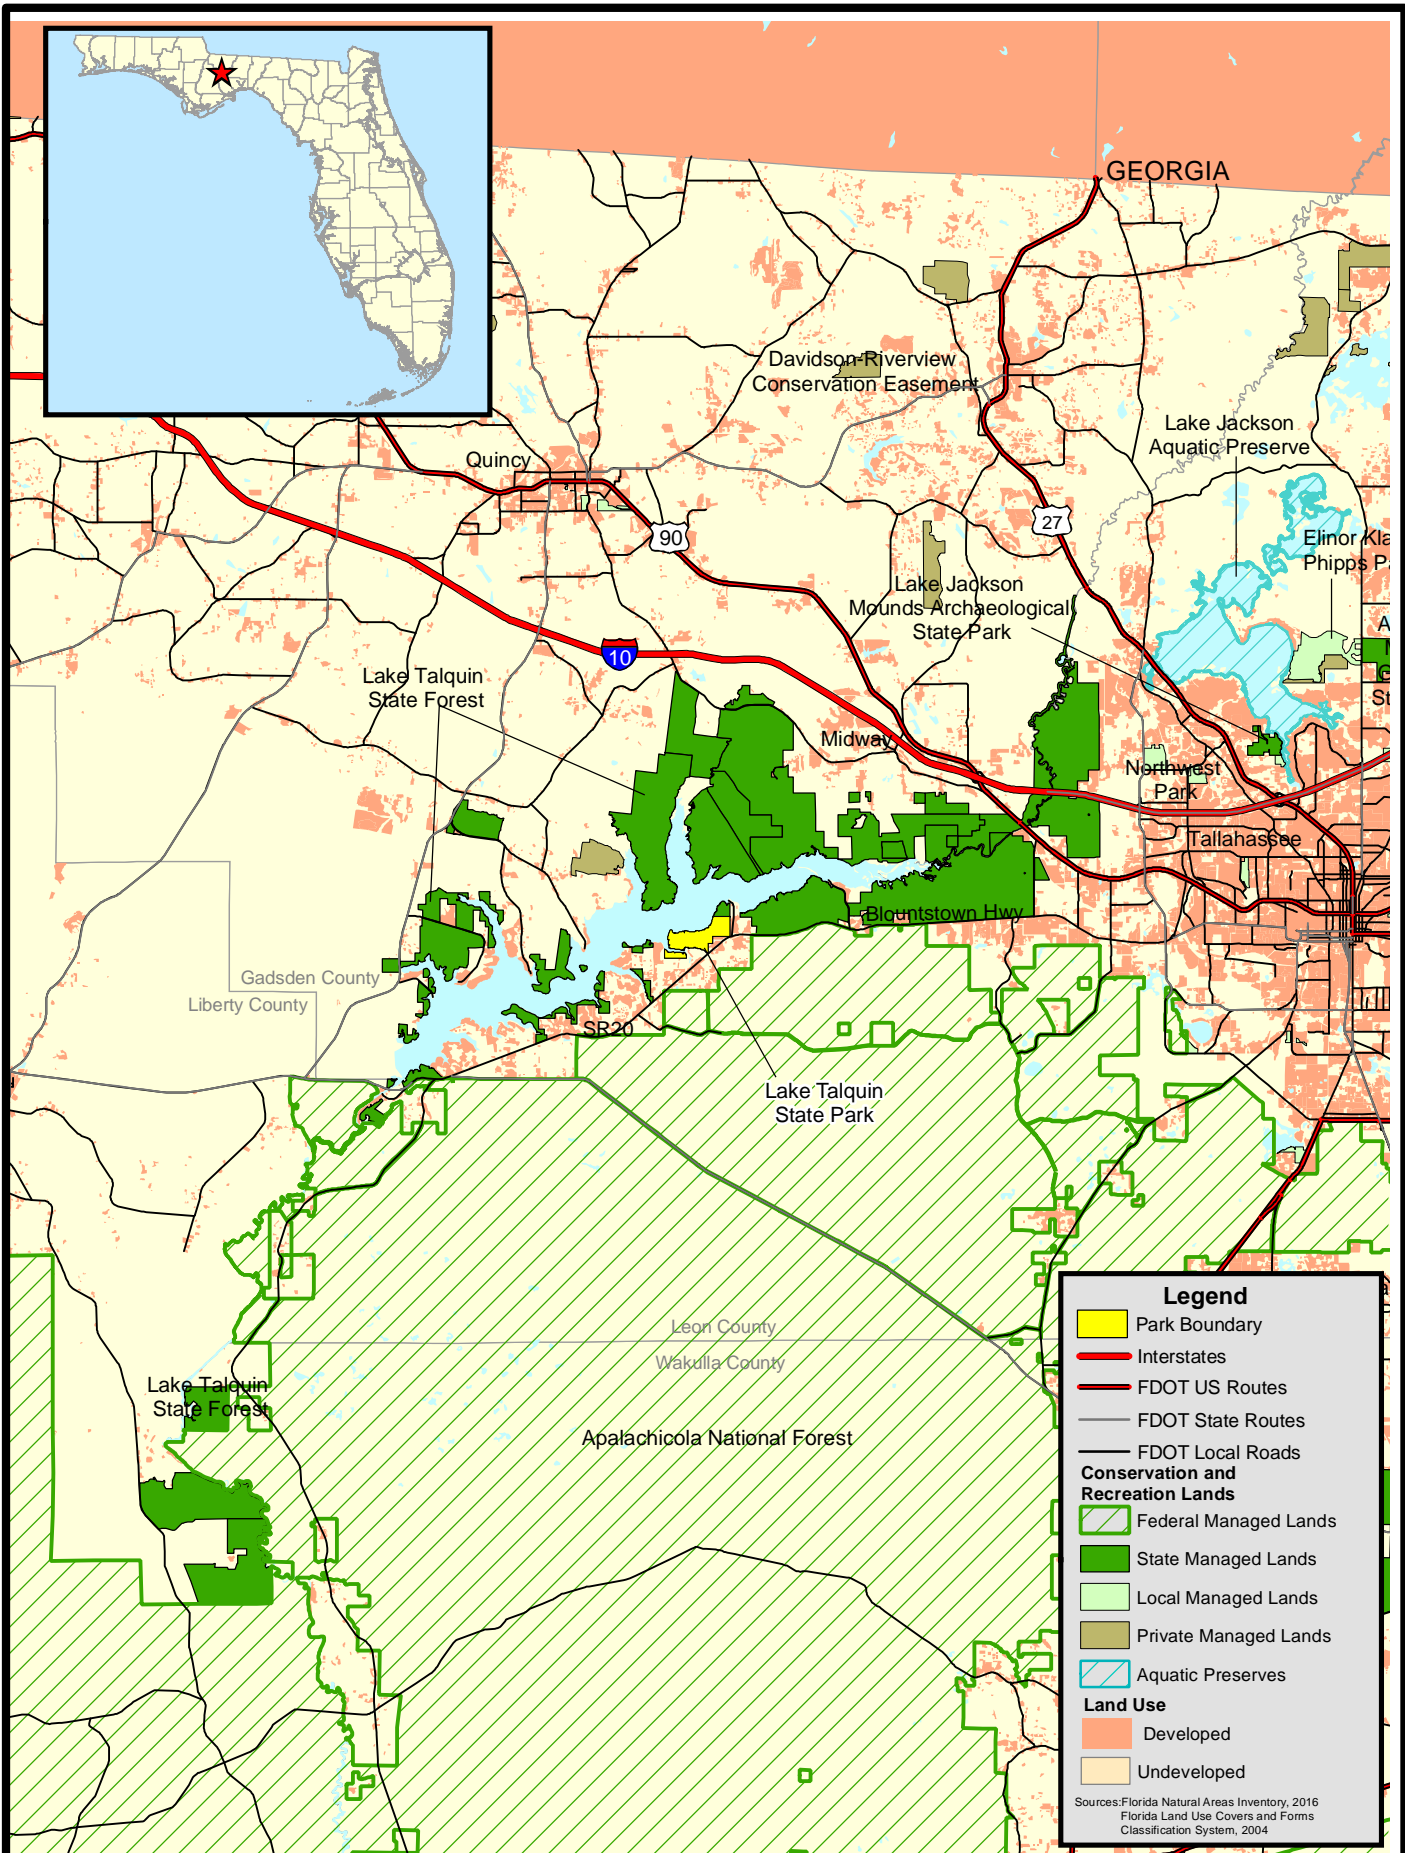 GEORGIA
Davidson-Riverview
Conservation Easement
Lake Jackson
Aquatic Preserve
Quincy
90
27
Elinor Kla
Phipps Pa
Lake Jackson
Mounds Archaeological
State Park
10
Lake Talquin
State Forest
Midway
Northwest
Park
Tallahassee
Blountstown Hwy
Gadsden County
Liberty County
SR20
Lake Talquin
State Park
Leon County
Wakulla County
Lake Talquin
State Forest
Apalachicola National Forest
Legend
Park Boundary
Interstates
FDOT US Routes
FDOT State Routes
FDOT Local Roads
Conservation and
Recreation Lands
Federal Managed Lands
State Managed Lands
Local Managed Lands
Private Managed Lands
Aquatic Preserves
Land Use
Developed
Undeveloped
Sources:Florida Natural Areas Inventory, 2016
Florida Land Use Covers and Forms
Classification System, 2004